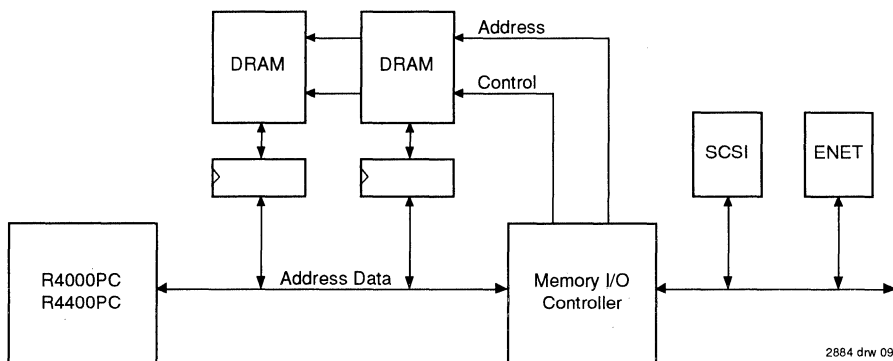 DRAM
DRAM
Address
Control
SCSI
ENET
R4000PC
R4400PC
Address Data
Memory I/O
Controller
2884 drw 09